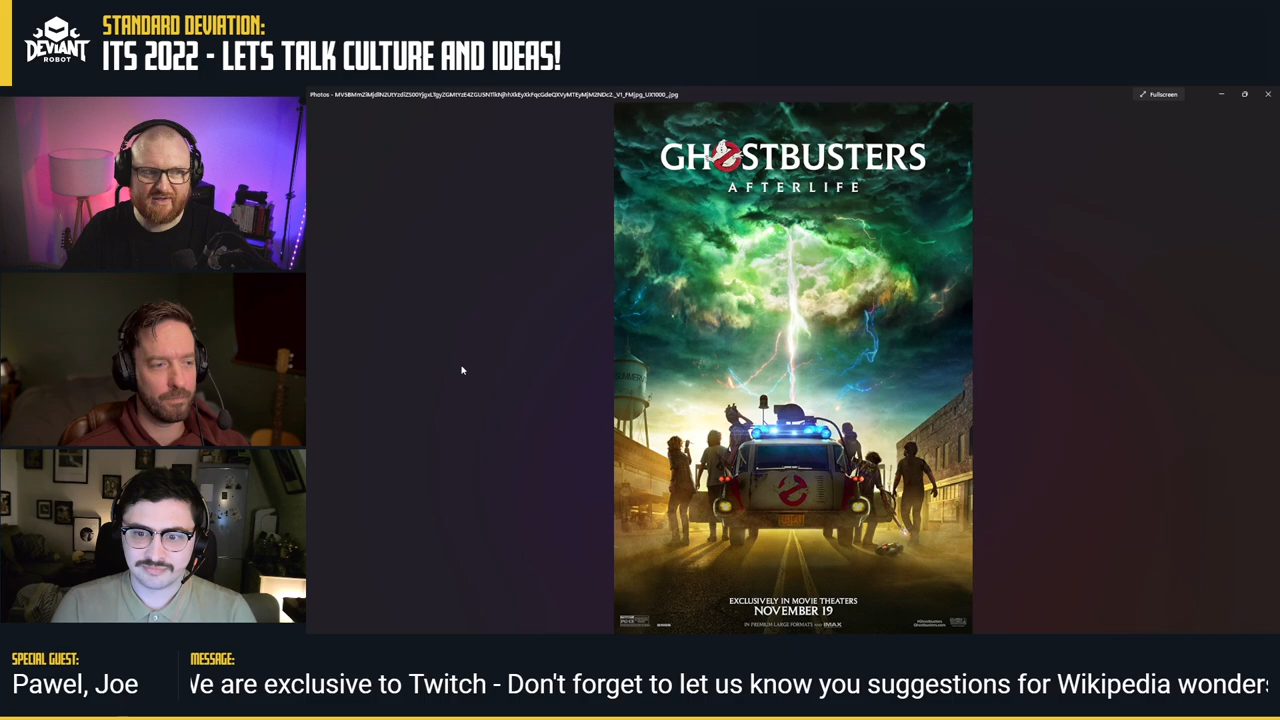 DEVIANT
ROBOT
STANDARD DEVIATION:
ITS 2022 - LETS TALK CULTURE AND IDEAS!
Photos -
Fullscreen
GHOSTBUSTERS
AFTERLIFE
EXCLUSIVELY IN MOVIE THEATERS
NOVEMBER 19
IN PREMIUM LARGE FORMATS AND IMAX
SPECIAL GUEST:
Pawel, Joe
MESSAGE:
We are exclusive to Twitch - Don't forget to let us know you suggestions for Wikipedia wonders